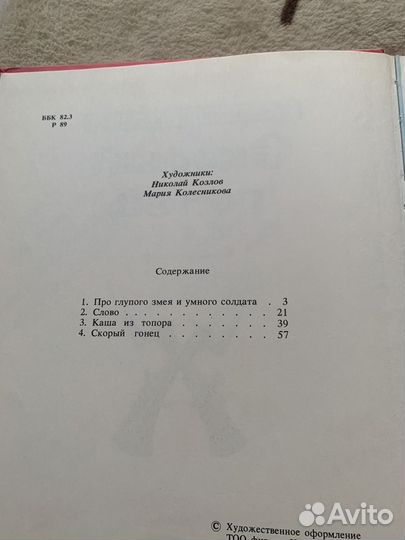 ББК 82.3
Р 89
Художники:
Николай Козлов
Мария Колесникова
Содержание
1. Про глупого змея и умного солдата . 3
2. Слово . . . . . . . . . . . . 21
3. Каша из топора . . . . . . . . . 39
4. Скорый гонец . . . . . . . . . 57
© Художественное оформление
ТОО
Avito